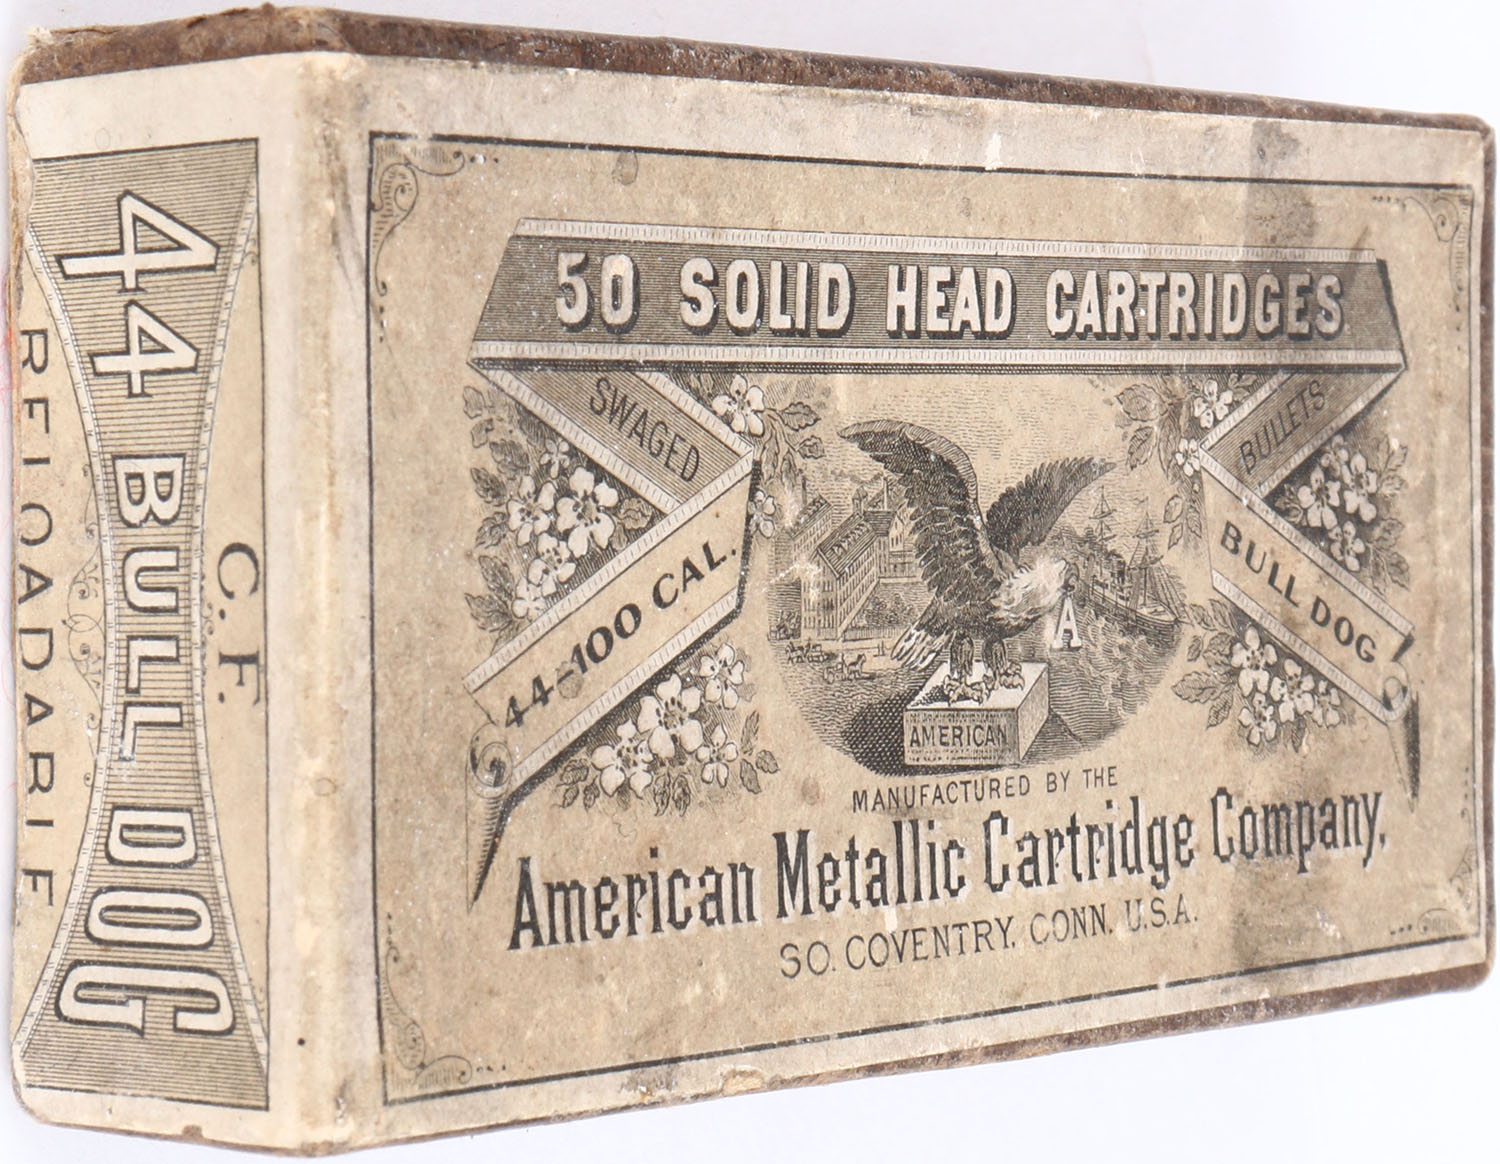 50 SOLID HEAD CARTRIDGES
SWAGED
BULLETS
44-100 CAL.
BULL DOG
A
AMERICAN
MANUFACTURED BY THE
American Metallic Cartridge Company,
SO. COVENTRY, CONN. U.S.A.
C. F.
44 BULL DOG
RELOADABLE